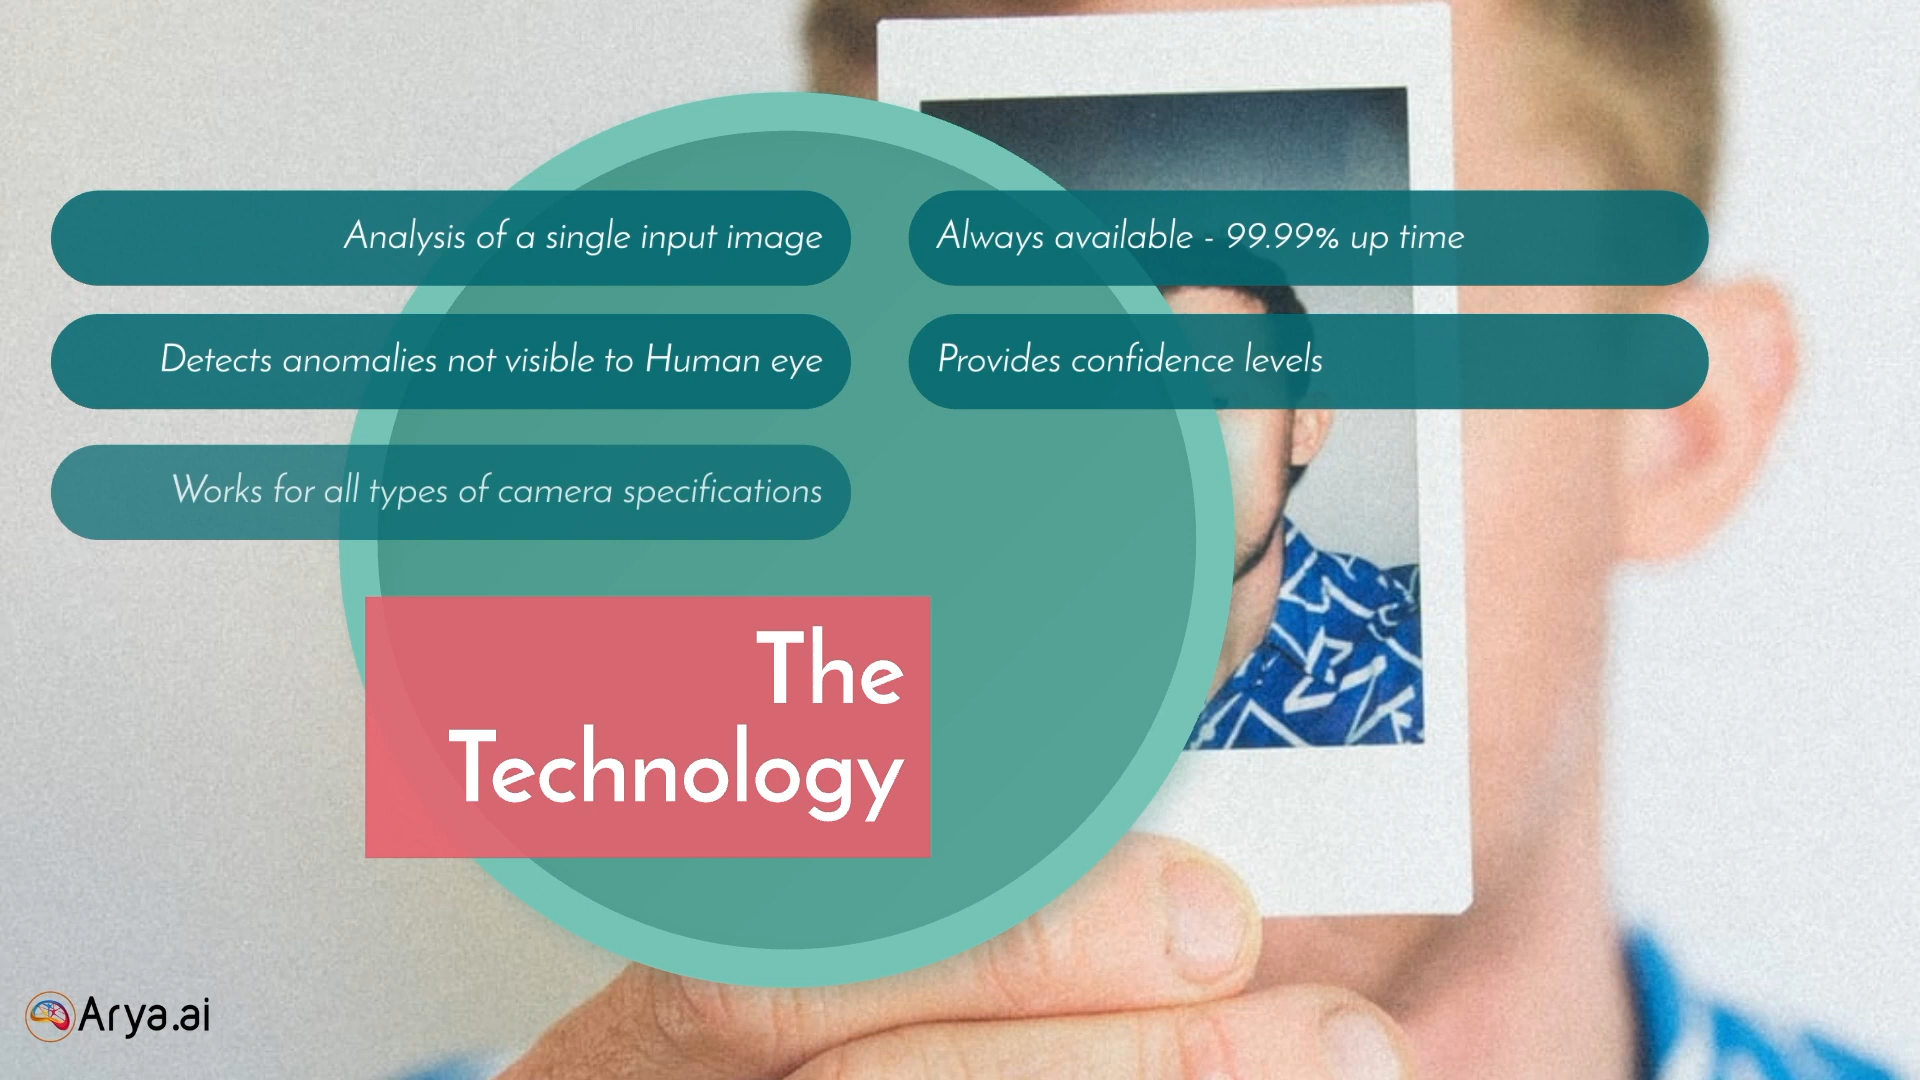 Analysis of a single input image
Always available - 99.99% up time
Detects anomalies not visible to Human eye
Provides confidence levels
Works for all types of camera specifications
The
Technology
Arya.ai